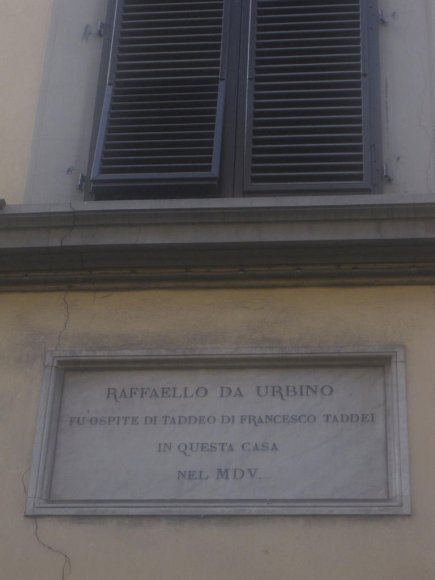 RAFFAELLO DA URBINO
FU OSPITE DI TADDEO DI FRANCESCO TADDEI
IN QUESTA CASA
NEL MDV.